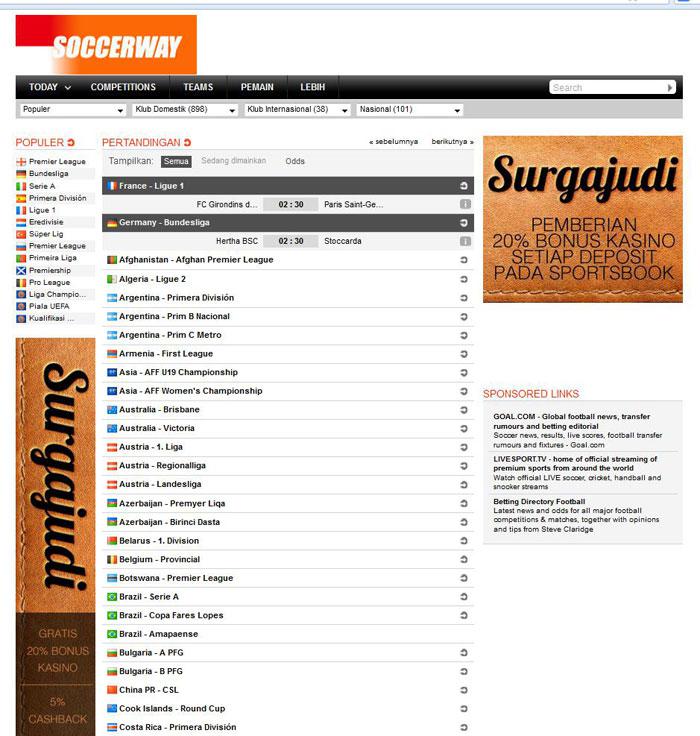 SOCCERWAY
TODAY COMPETITIONS TEAMS PEMAIN LEBIH Search
Populer Klub Domestik (898) Klub Internasional (38) Nasional (101)
POPULER
Premier League
Bundesliga
Serie A
Primera División
Ligue 1
Eredivisie
Süper Lig
Premier League
Primeira Liga
Premiership
Pro League
Liga Champio...
Piala UEFA
Kualifikasi ...
Surgajudi
GRATIS
20% BONUS
KASINO
5%
CASHBACK
PERTANDINGAN « sebelumnya berikutnya »
Tampilkan: Semua Sedang dimainkan Odds
France - Ligue 1
FC Girondins d... 02 : 30 Paris Saint-Ge...
Germany - Bundesliga
Hertha BSC 02 : 30 Stoccarda
Afghanistan - Afghan Premier League
Algeria - Ligue 2
Argentina - Primera División
Argentina - Prim B Nacional
Argentina - Prim C Metro
Armenia - First League
Asia - AFF U19 Championship
Asia - AFF Women's Championship
Australia - Brisbane
Australia - Victoria
Austria - 1. Liga
Austria - Regionalliga
Austria - Landesliga
Azerbaijan - Premyer Liqa
Azerbaijan - Birinci Dasta
Belarus - 1. Division
Belgium - Provincial
Botswana - Premier League
Brazil - Serie A
Brazil - Copa Fares Lopes
Brazil - Amapaense
Bulgaria - A PFG
Bulgaria - B PFG
China PR - CSL
Cook Islands - Round Cup
Costa Rica - Primera División
Surgajudi
PEMBERIAN
20% BONUS KASINO
SETIAP DEPOSIT
PADA SPORTSBOOK
SPONSORED LINKS
GOAL.COM - Global football news, transfer
rumours and betting editorial
Soccer news, results, live scores, football transfer
rumours and fixtures - Goal.com
LIVESPORT.TV - home of official streaming of
premium sports from around the world
Watch official LIVE soccer, cricket, handball and
snooker streams
Betting Directory Football
Latest news and odds for all major football
competitions & matches, together with opinions
and tips from Steve Claridge